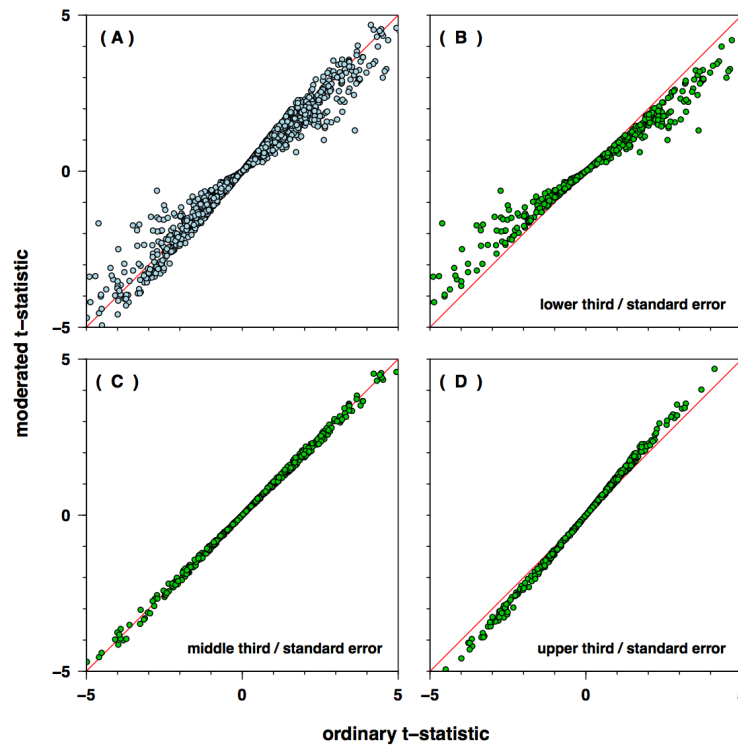 ( A )
( B )
5
0
−5
lower third / standard error
moderated t−statistic
( C )
( D )
5
0
−5
middle third / standard error
upper third / standard error
−5
0
5
−5
0
5
ordinary t−statistic